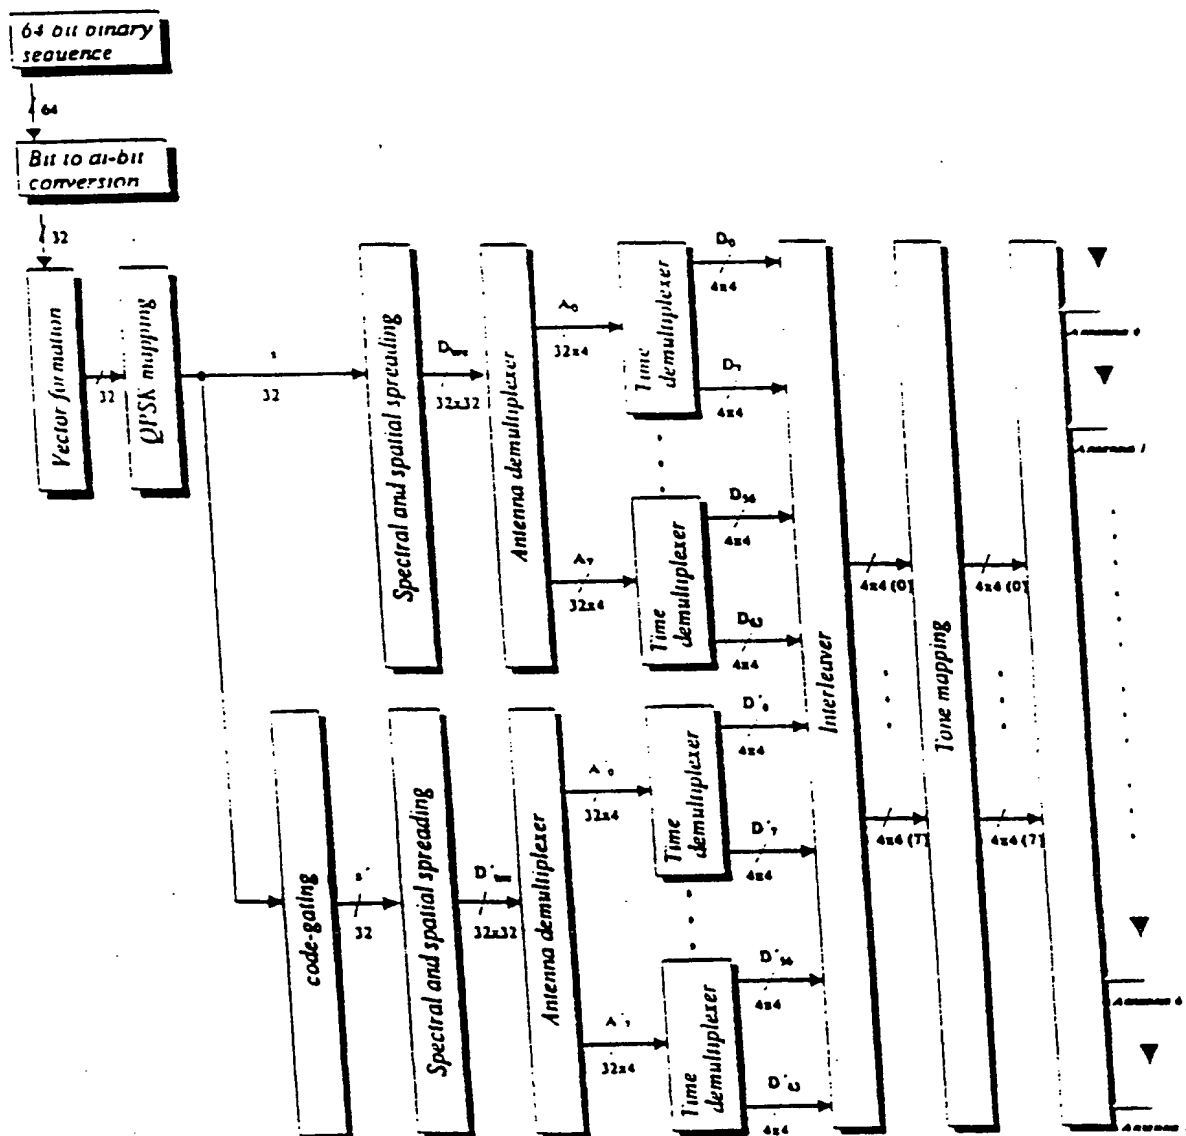 64 bit binary
sequence
64
Bit to di-bit
conversion
32
Vector formation
32
QPSK mapping
s
32
Spectral and spatial spreading
32x32
Antenna demultiplexer
A0
32x4
A7
32x4
Time
demultiplexer
D0
4x4
D7
4x4
Time
demultiplexer
D56
4x4
D63
4x4
code-gating
s'
32
Spectral and spatial spreading
32x32
Antenna demultiplexer
A'0
32x4
A'7
32x4
Time
demultiplexer
D'0
4x4
D'7
4x4
Time
demultiplexer
D'56
4x4
D'63
4x4
Interleaver
4x4 (0)
4x4 (7)
Tone mapping
4x4 (0)
4x4 (7)
Antenna 0
Antenna 1
Antenna 6